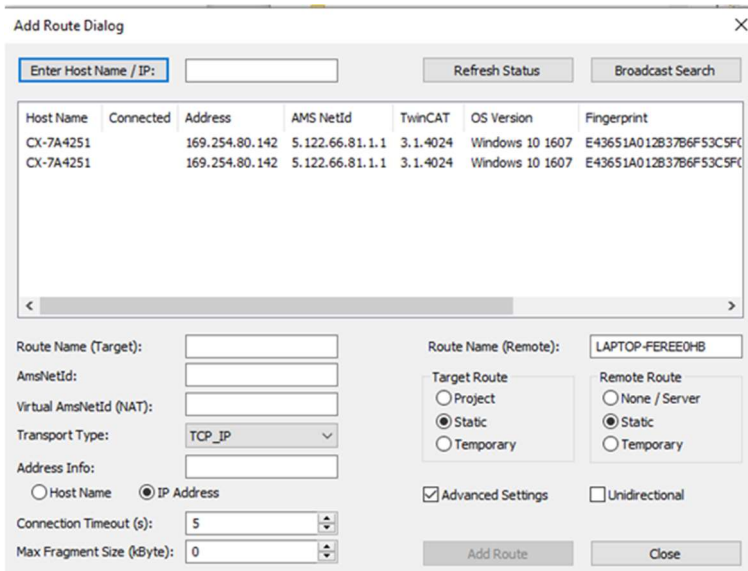 Add Route Dialog
Enter Host Name / IP: Refresh Status Broadcast Search
Host Name Connected Address AMS NetId TwinCAT OS Version Fingerprint
CX-7A4251 169.254.80.142 5.122.66.81.1.1 3.1.4024 Windows 10 1607 E43651A012B37B6F53C5F0
CX-7A4251 169.254.80.142 5.122.66.81.1.1 3.1.4024 Windows 10 1607 E43651A012B37B6F53C5F0
Route Name (Target): Route Name (Remote): LAPTOP-FEREE0HB
AmsNetId: Target Route Remote Route
Virtual AmsNetId (NAT): Project None / Server
Transport Type: TCP_IP Static Static
Address Info: Temporary Temporary
Host Name IP Address Advanced Settings Unidirectional
Connection Timeout (s): 5
Max Fragment Size (kByte): 0 Add Route Close